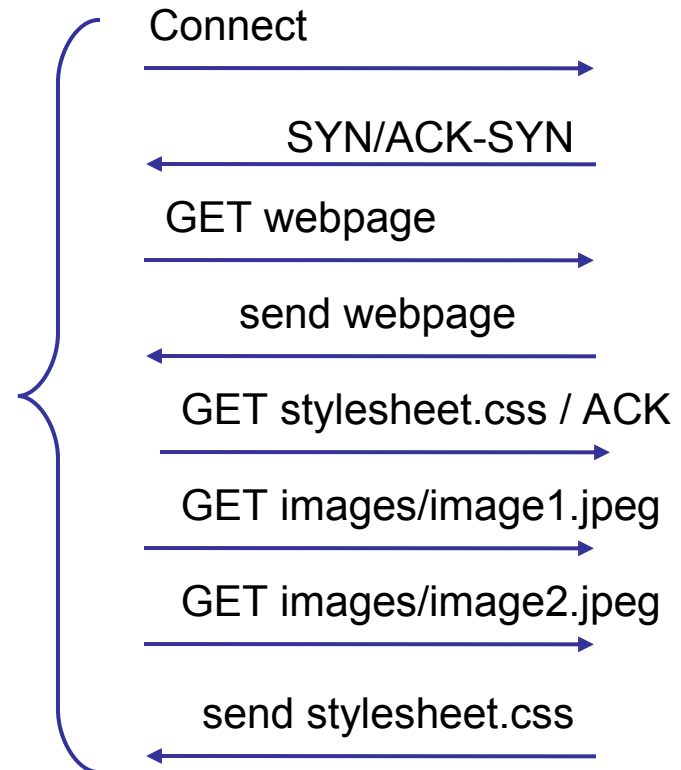 Connect
SYN/ACK-SYN
GET webpage
send webpage
GET stylesheet.css / ACK
GET images/image1.jpeg
GET images/image2.jpeg
send stylesheet.css